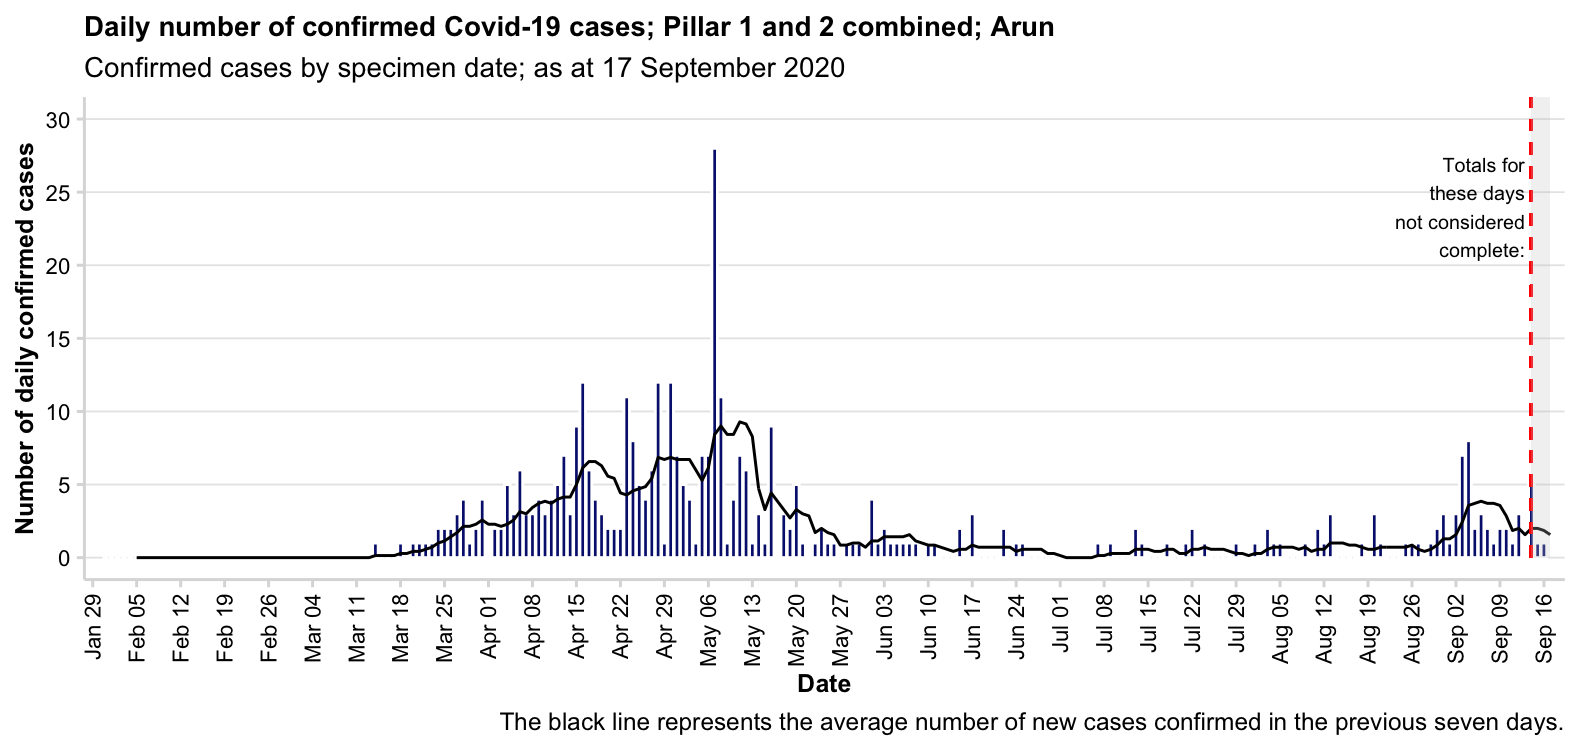 Daily number of confirmed Covid-19 cases; Pillar 1 and 2 combined; Arun
Confirmed cases by specimen date; as at 17 September 2020
Number of daily confirmed cases
30
25
20
15
10
5
0
Totals for
these days
not considered
complete:
Jan 29
Feb 05
Feb 12
Feb 19
Feb 26
Mar 04
Mar 11
Mar 18
Mar 25
Apr 01
Apr 08
Apr 15
Apr 22
Apr 29
May 06
May 13
May 20
May 27
Jun 03
Jun 10
Jun 17
Jun 24
Jul 01
Jul 08
Jul 15
Jul 22
Jul 29
Aug 05
Aug 12
Aug 19
Aug 26
Sep 02
Sep 09
Sep 16
Date
The black line represents the average number of new cases confirmed in the previous seven days.